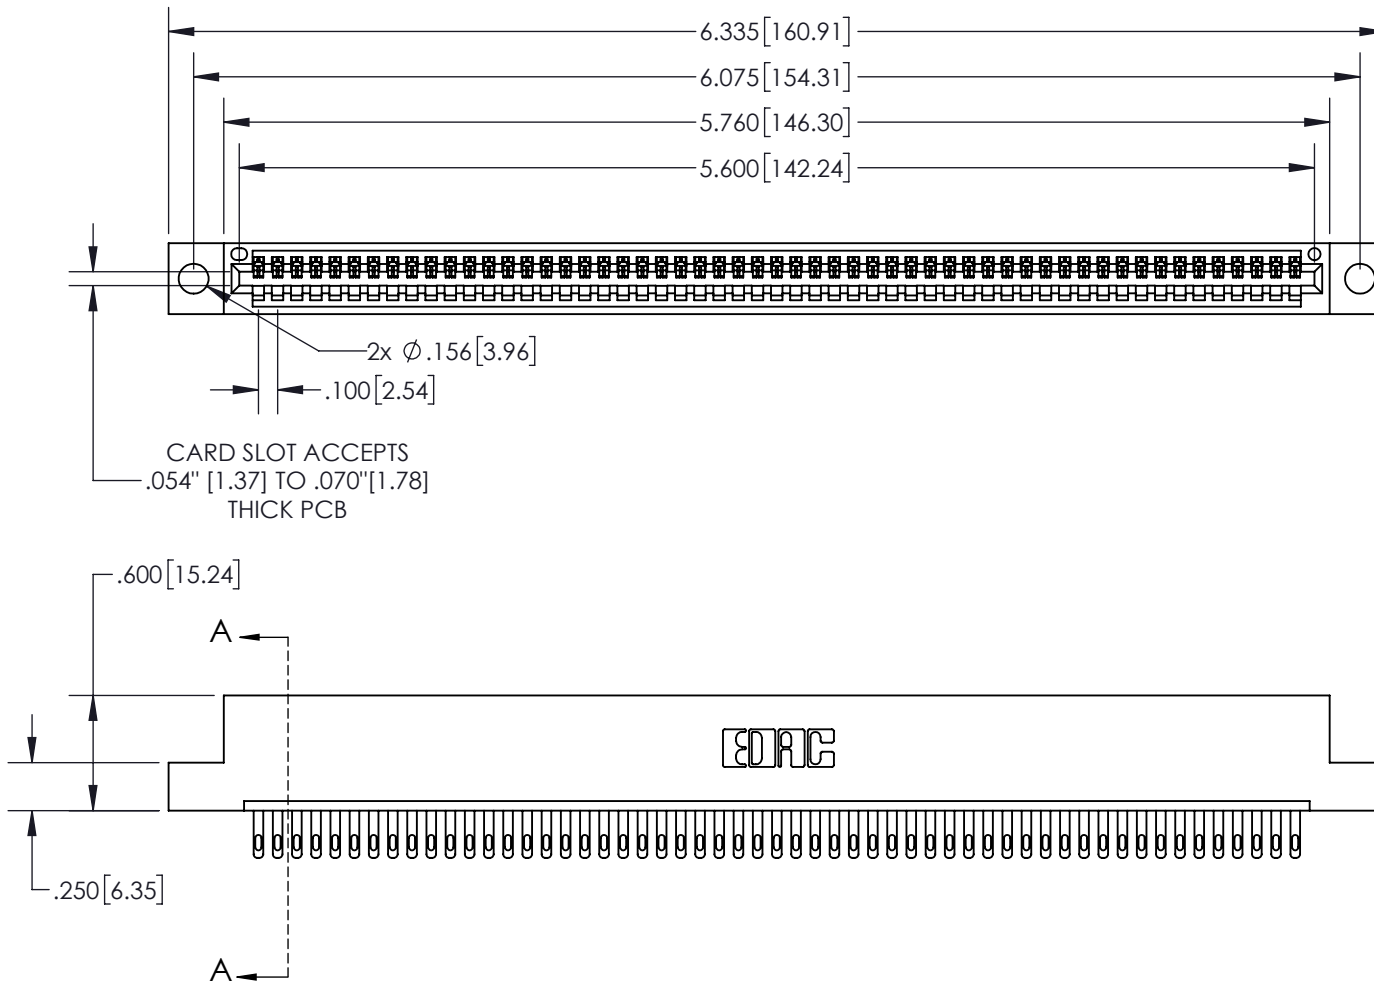 6.335[160.91]
6.075[154.31]
5.760[146.30]
5.600[142.24]
2x Ø.156[3.96]
.100[2.54]
CARD SLOT ACCEPTS
.054" [1.37] TO .070"[1.78]
THICK PCB
.600[15.24]
A
EDAC
.250[6.35]
A